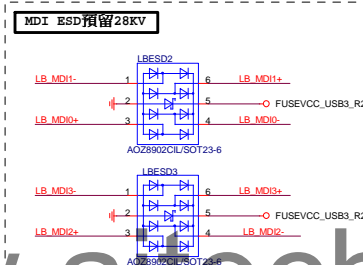 MDI ESD預留28KV
LBESD2
LB_MDI1- 1 6 LB_MDI1+
2 5 FUSEVCC_USB3_R2
LB_MDI0+ 3 4 LB_MDI0-
AOZ8902CIL/SOT23-6
LBESD3
LB_MDI3- 1 6 LB_MDI3+
2 5 FUSEVCC_USB3_R2
LB_MDI2+ 3 4 LB_MDI2-
AOZ8902CIL/SOT23-6